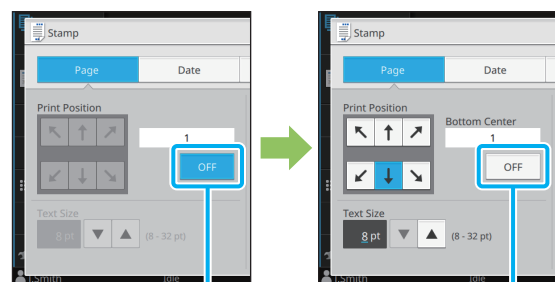 Stamp
Page Date
Print Position
1
OFF
Text Size
8 pt (8 - 32 pt)
I.Smith Idle
Stamp
Page Date
Print Position
Bottom Center
1
OFF
Text Size
8 pt (8 - 32 pt)
I.Smith Idle